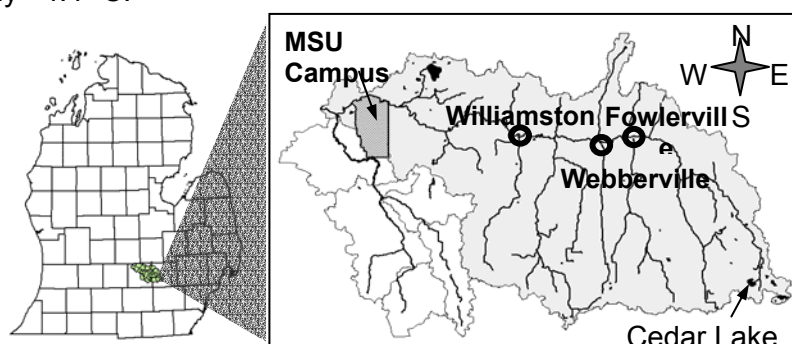 MSU
Campus
N
W
E
S
Williamston
Fowlervill
e
Webberville
Cedar Lake